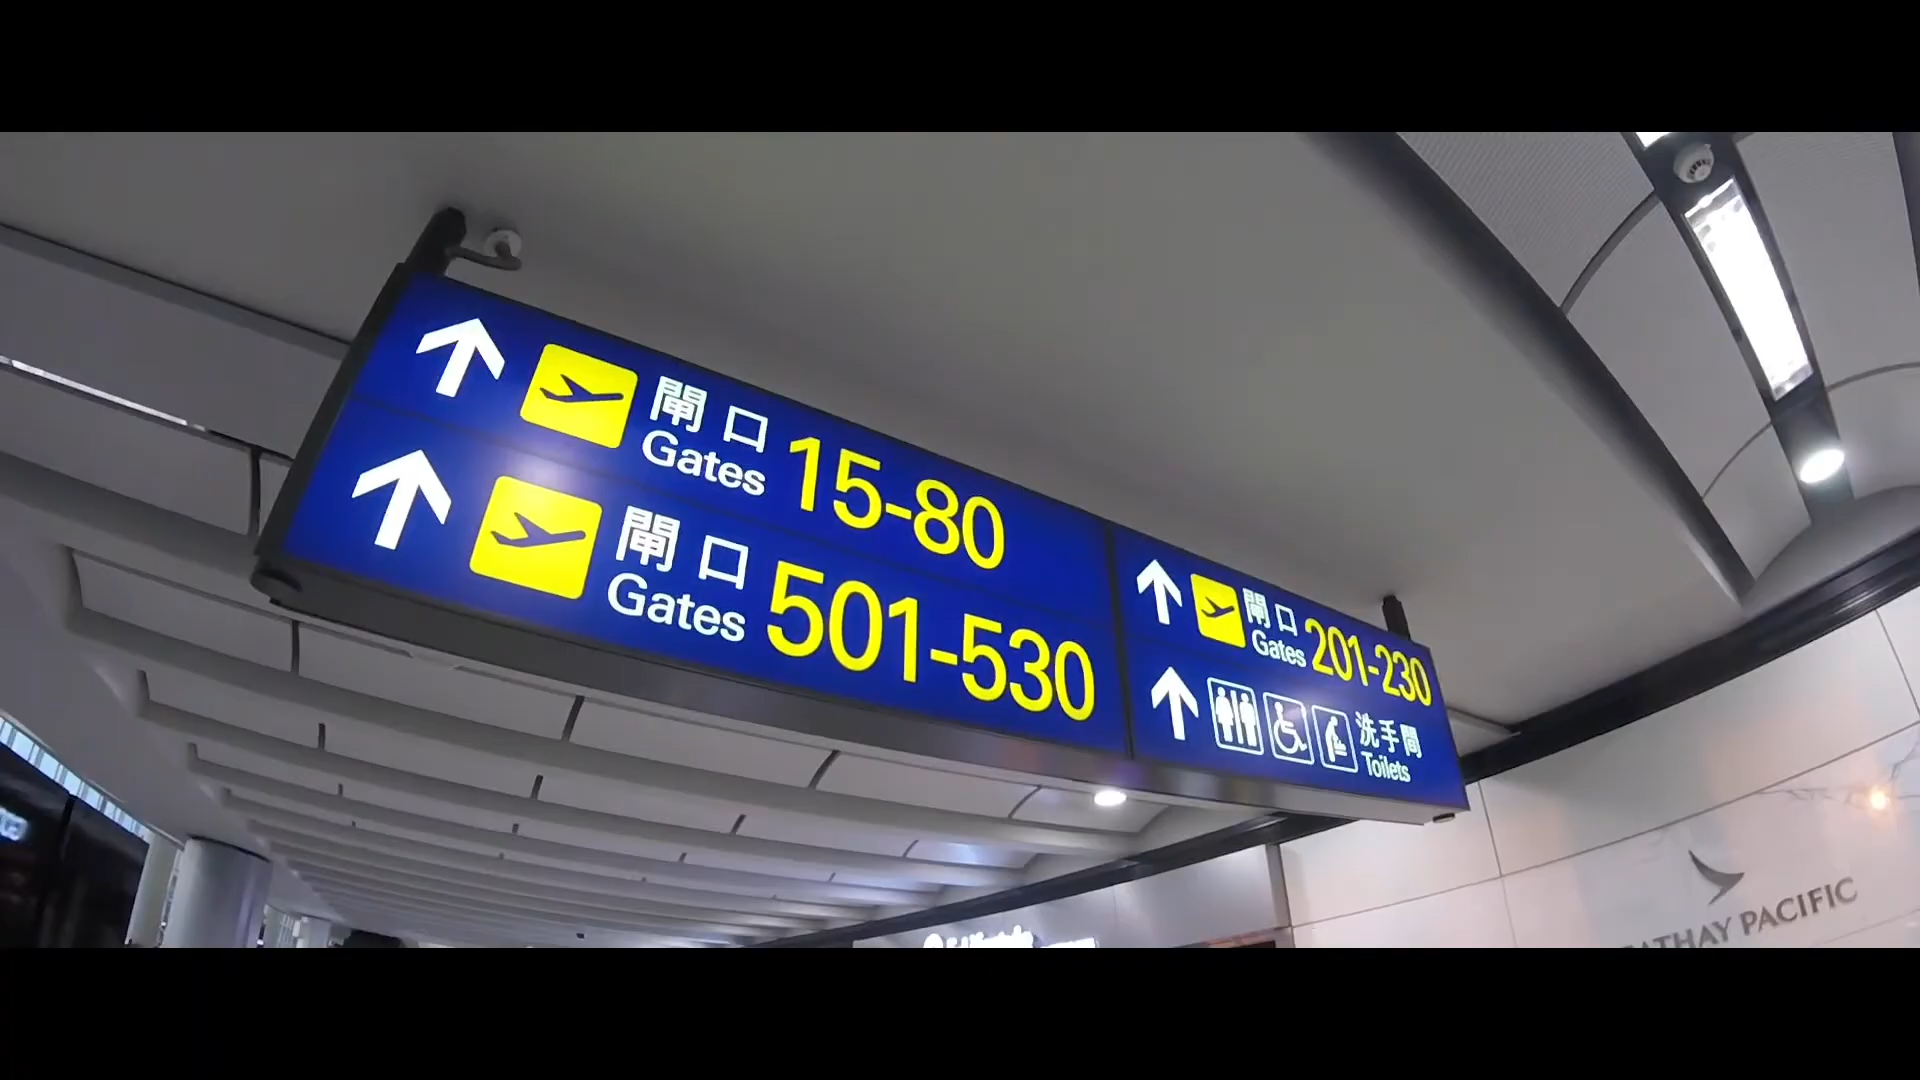 閘口
Gates 15-80
閘口
Gates 501-530
閘口
Gates 201-230
洗手間
Toilets
CATHAY PACIFIC